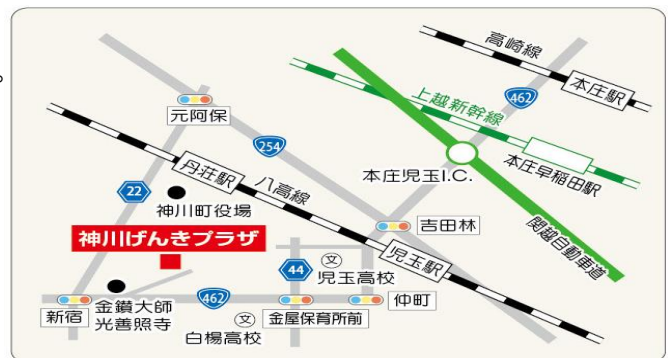 高崎線
本庄駅
462
上越新幹線
本庄早稲田駅
元阿保
254
本庄児玉I.C.
関越自動車道
丹荘駅
八高線
22
神川町役場
吉田林
神川げんきプラザ
児玉駅
文
児玉高校
44
462
仲町
新宿
金鑚大師
光善照寺
文
白楊高校
金屋保育所前